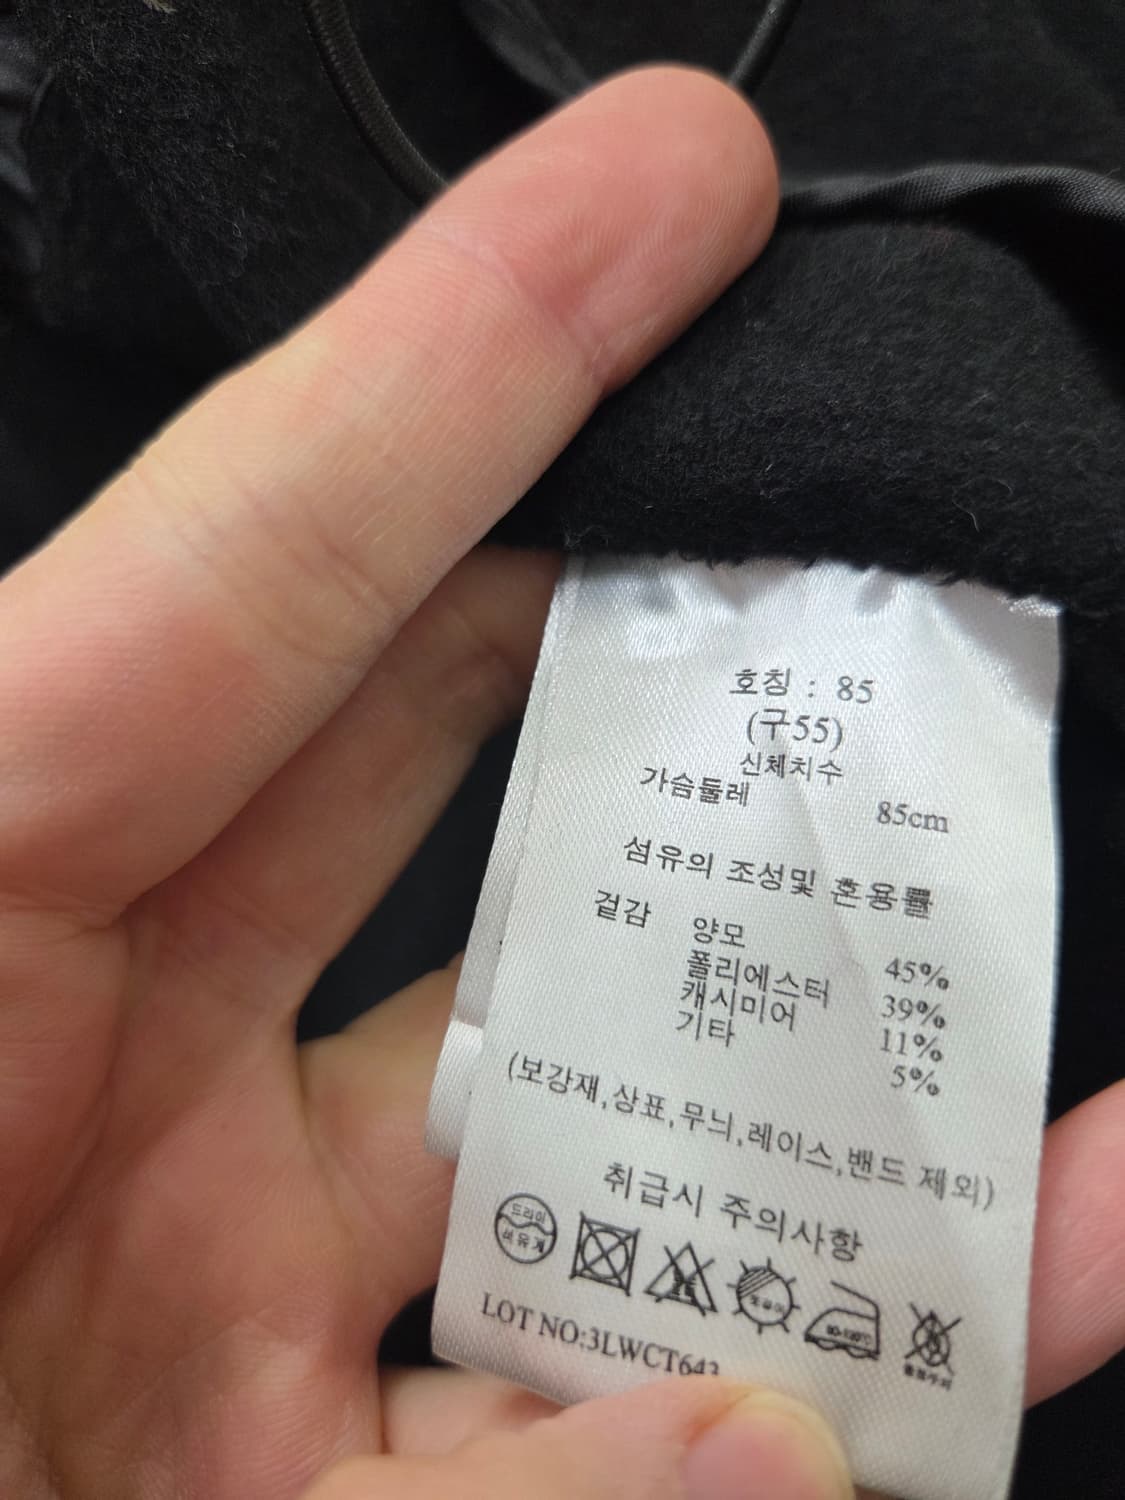 호칭 : 85
(구55)
신체치수
가슴둘레 85cm
섬유의 조성및 혼용률
겉감 양모 45%
폴리에스터 39%
캐시미어 11%
기타 5%
(보강재,상표,무늬,레이스,밴드 제외)
취급시 주의사항
드라이
석유계
80-120℃
LOT NO:3LWCT643